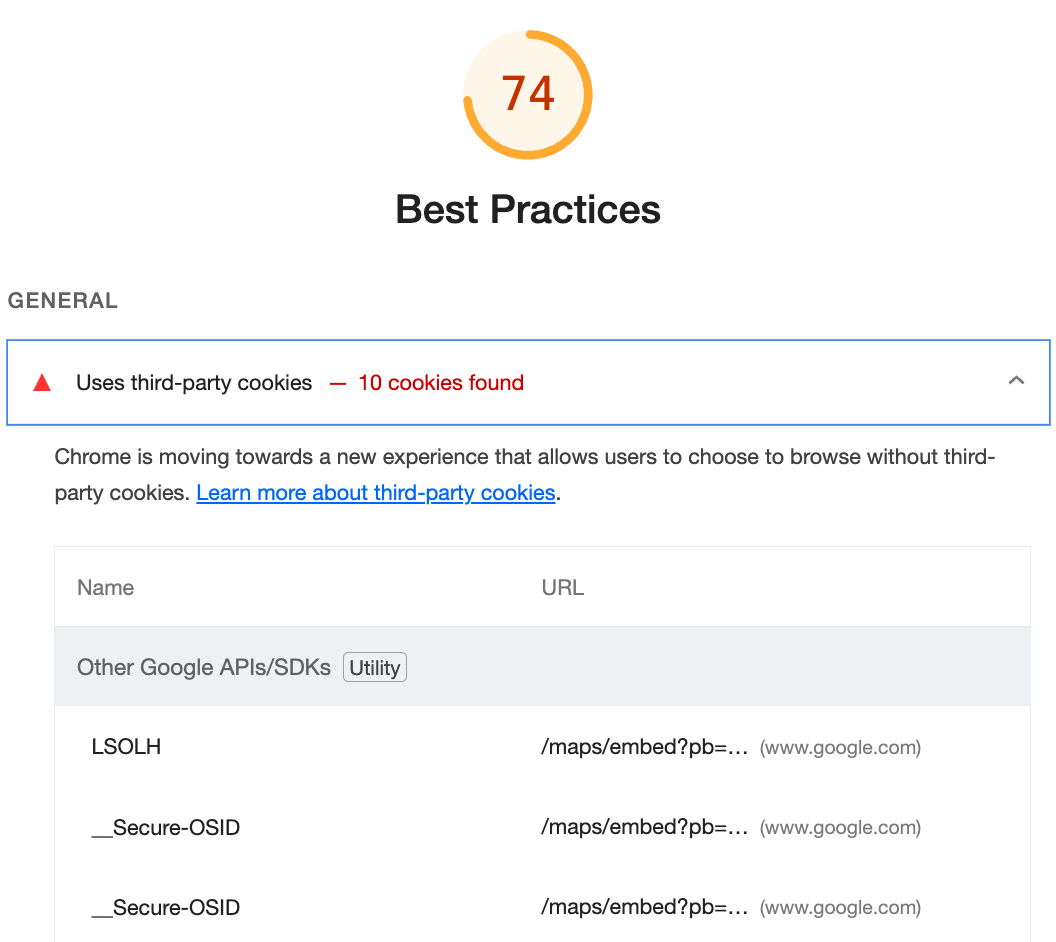 74
Best Practices
GENERAL
Uses third-party cookies — 10 cookies found
Chrome is moving towards a new experience that allows users to choose to browse without third-
party cookies. Learn more about third-party cookies.
Name URL
Other Google APIs/SDKs Utility
LSOLH /maps/embed?pb=… (www.google.com)
__Secure-OSID /maps/embed?pb=… (www.google.com)
__Secure-OSID /maps/embed?pb=… (www.google.com)